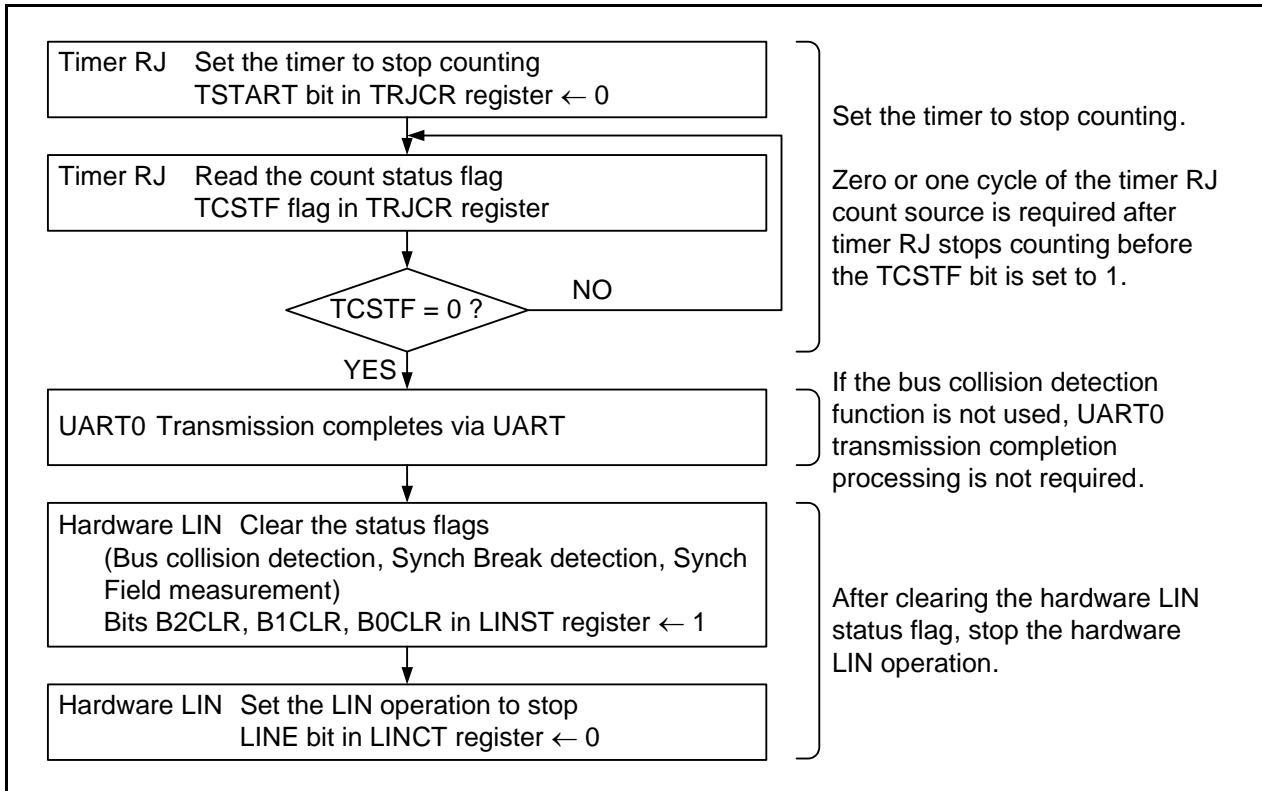 Timer RJ Set the timer to stop counting
TSTART bit in TRJCR register ← 0
Timer RJ Read the count status flag
TCSTF flag in TRJCR register
TCSTF = 0 ?
NO
YES
UART0 Transmission completes via UART
Hardware LIN Clear the status flags
(Bus collision detection, Synch Break detection, Synch
Field measurement)
Bits B2CLR, B1CLR, B0CLR in LINST register ← 1
Hardware LIN Set the LIN operation to stop
LINE bit in LINCT register ← 0
Set the timer to stop counting.
Zero or one cycle of the timer RJ
count source is required after
timer RJ stops counting before
the TCSTF bit is set to 1.
If the bus collision detection
function is not used, UART0
transmission completion
processing is not required.
After clearing the hardware LIN
status flag, stop the hardware
LIN operation.